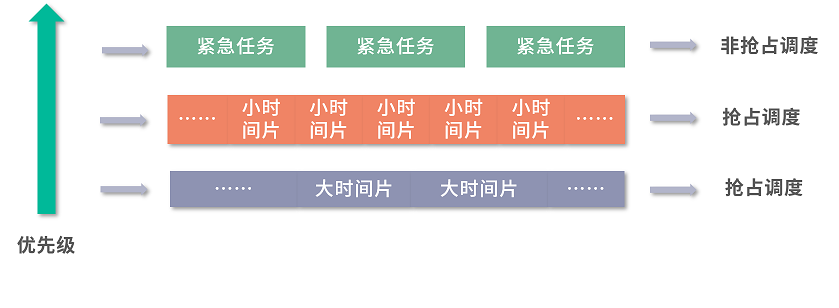 紧急任务 紧急任务 紧急任务 非抢占调度
…… 小时间片 小时间片 小时间片 小时间片 小时间片 …… 抢占调度
…… 大时间片 大时间片 …… 抢占调度
优先级